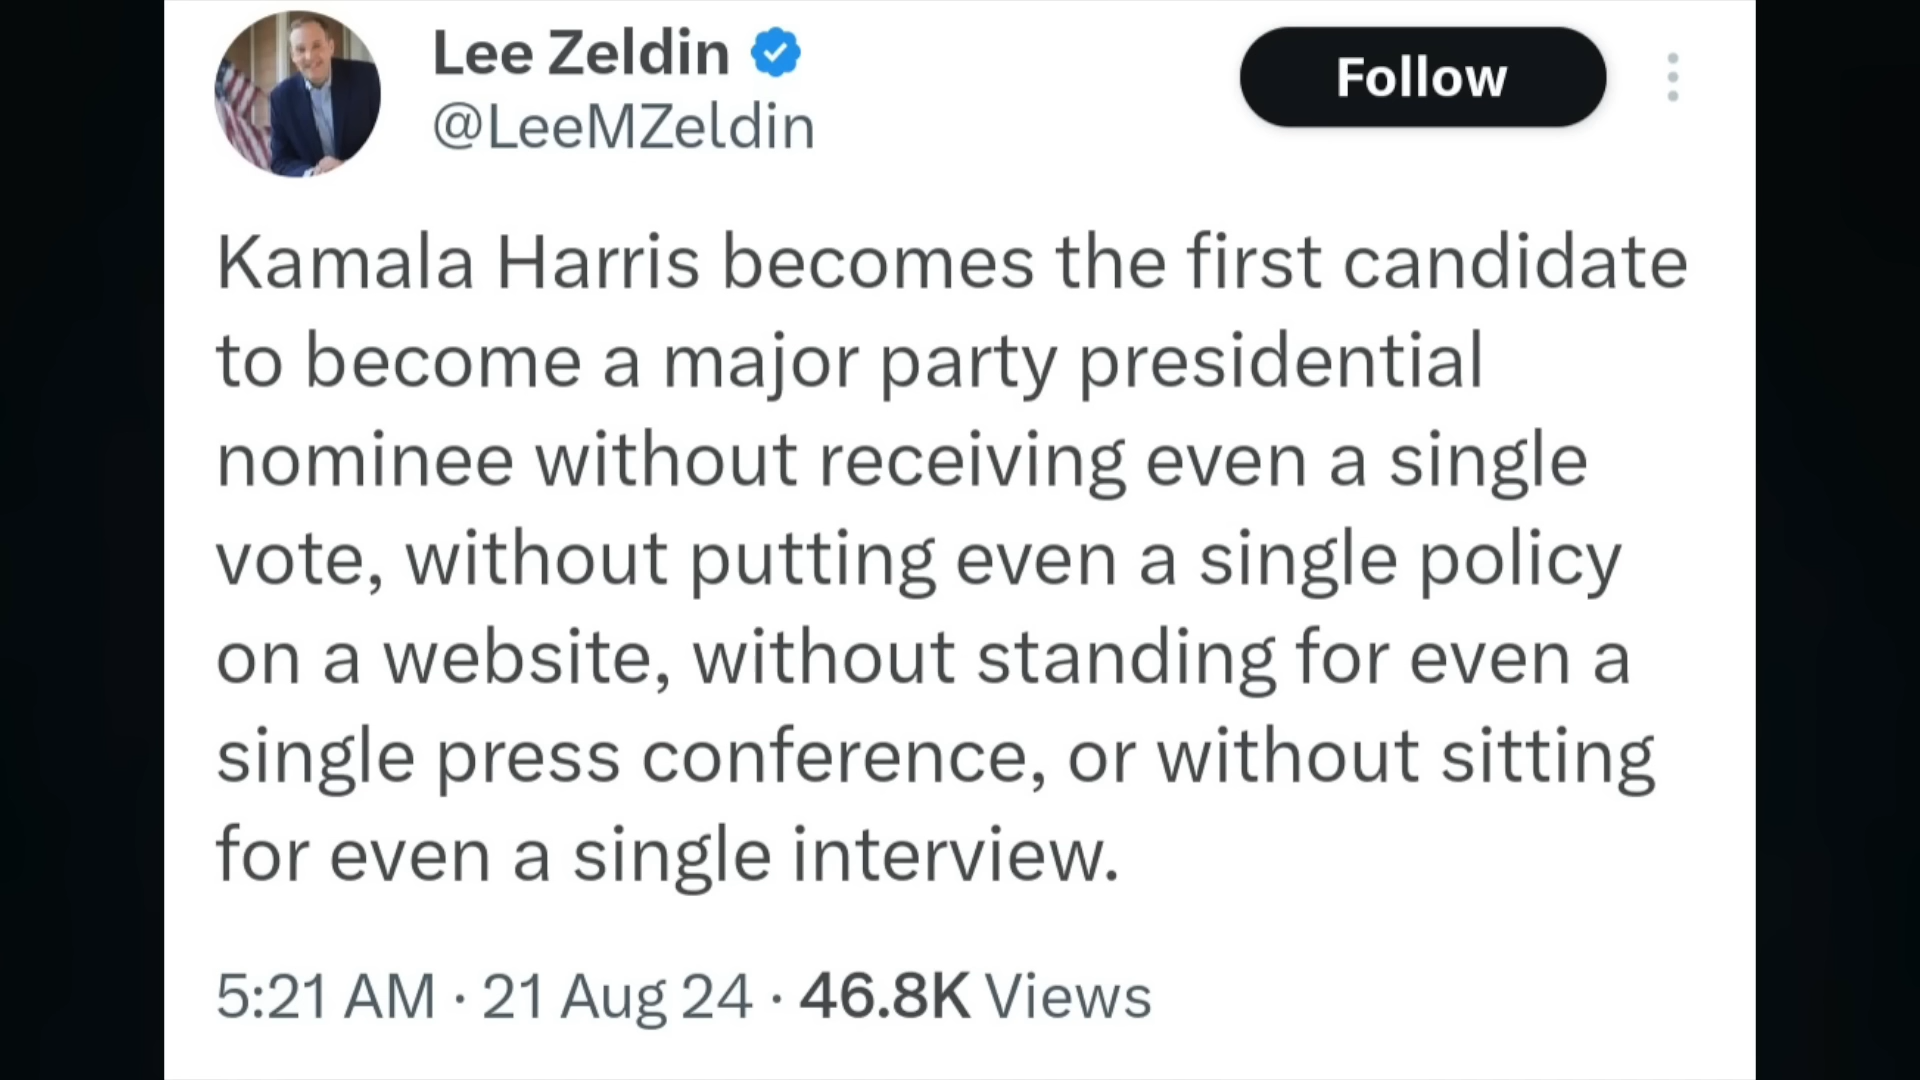 Lee Zeldin
@LeeMZeldin
Follow
Kamala Harris becomes the first candidate
to become a major party presidential
nominee without receiving even a single
vote, without putting even a single policy
on a website, without standing for even a
single press conference, or without sitting
for even a single interview.
5:21 AM · 21 Aug 24 · 46.8K Views